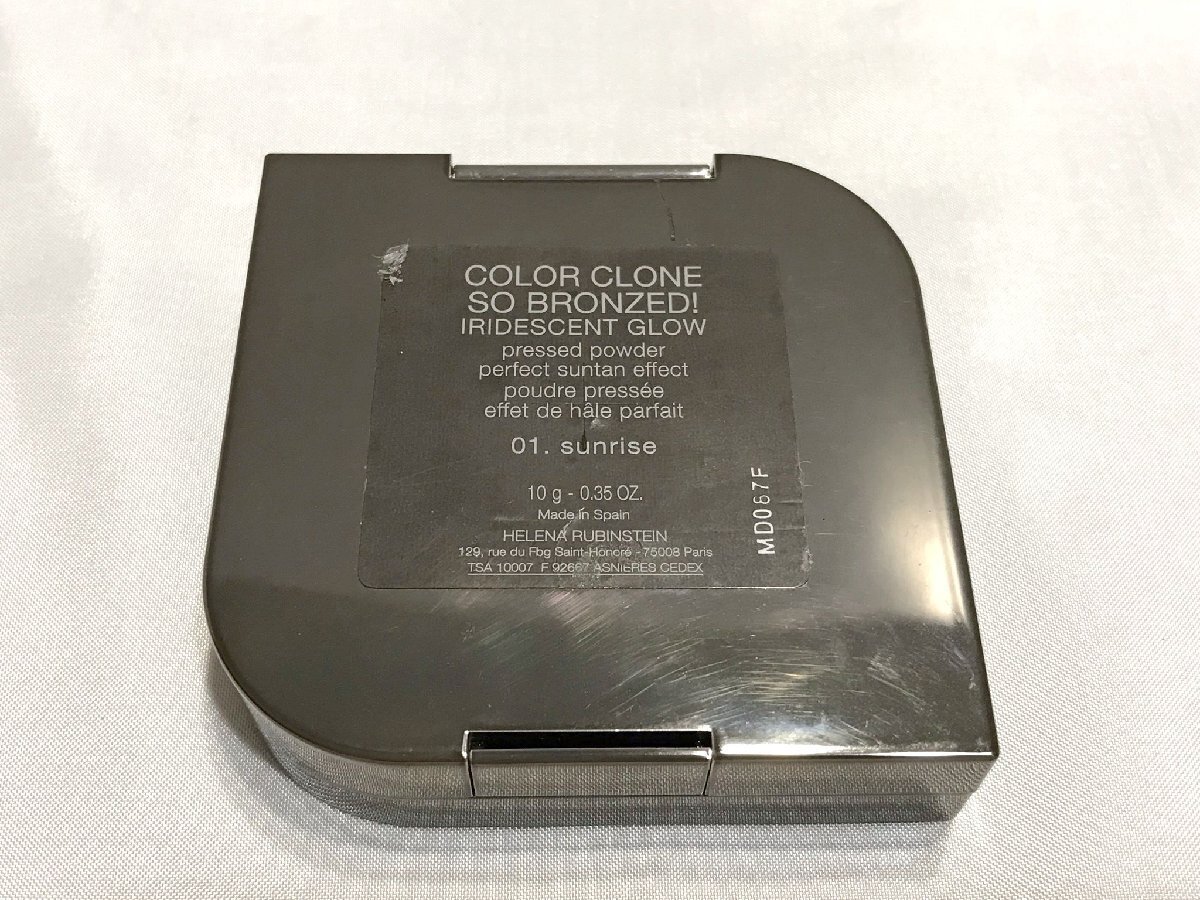 COLOR CLONE
SO BRONZED!
IRIDESCENT GLOW
pressed powder
perfect suntan effect
poudre pressée
effet de hâle parfait
01. sunrise
10 g - 0.35 OZ.
Made in Spain
HELENA RUBINSTEIN
129, rue du Fbg Saint-Honoré - 75008 Paris
TSA 10007 F 92667 ASNIERES CEDEX
MD067F